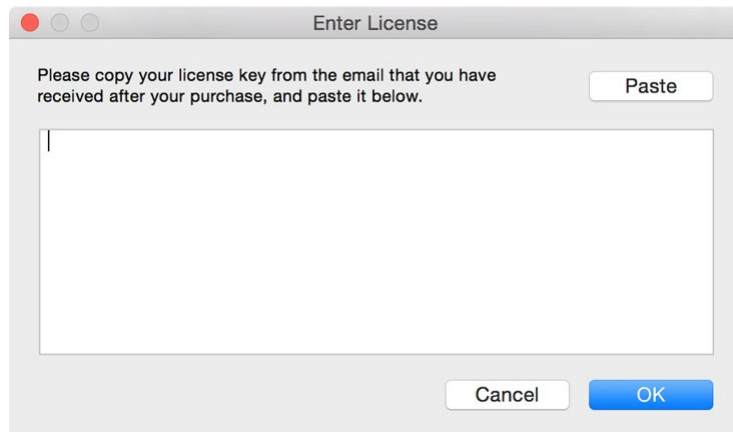 Enter License
Please copy your license key from the email that you have
received after your purchase, and paste it below.
Paste
Cancel
OK